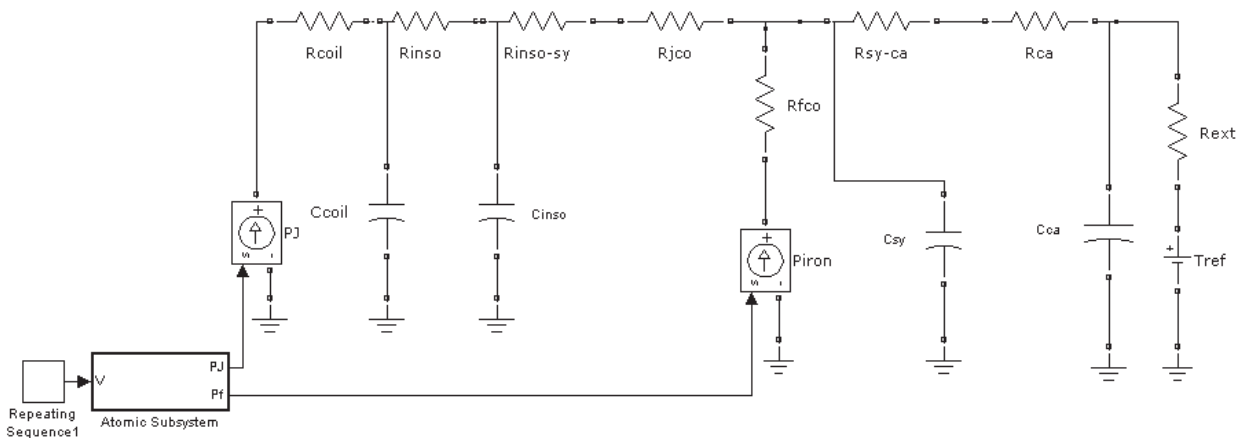 Rcoil
Rinso
Rinso-sy
Rjco
Rsy-ca
Rca
Rfco
Rext
Ccoil
Cinso
PJ
+
s
-
Piron
+
s
-
Csy
Cca
+
Tref
V
PJ
Pf
Repeating
Sequence1
Atomic Subsystem